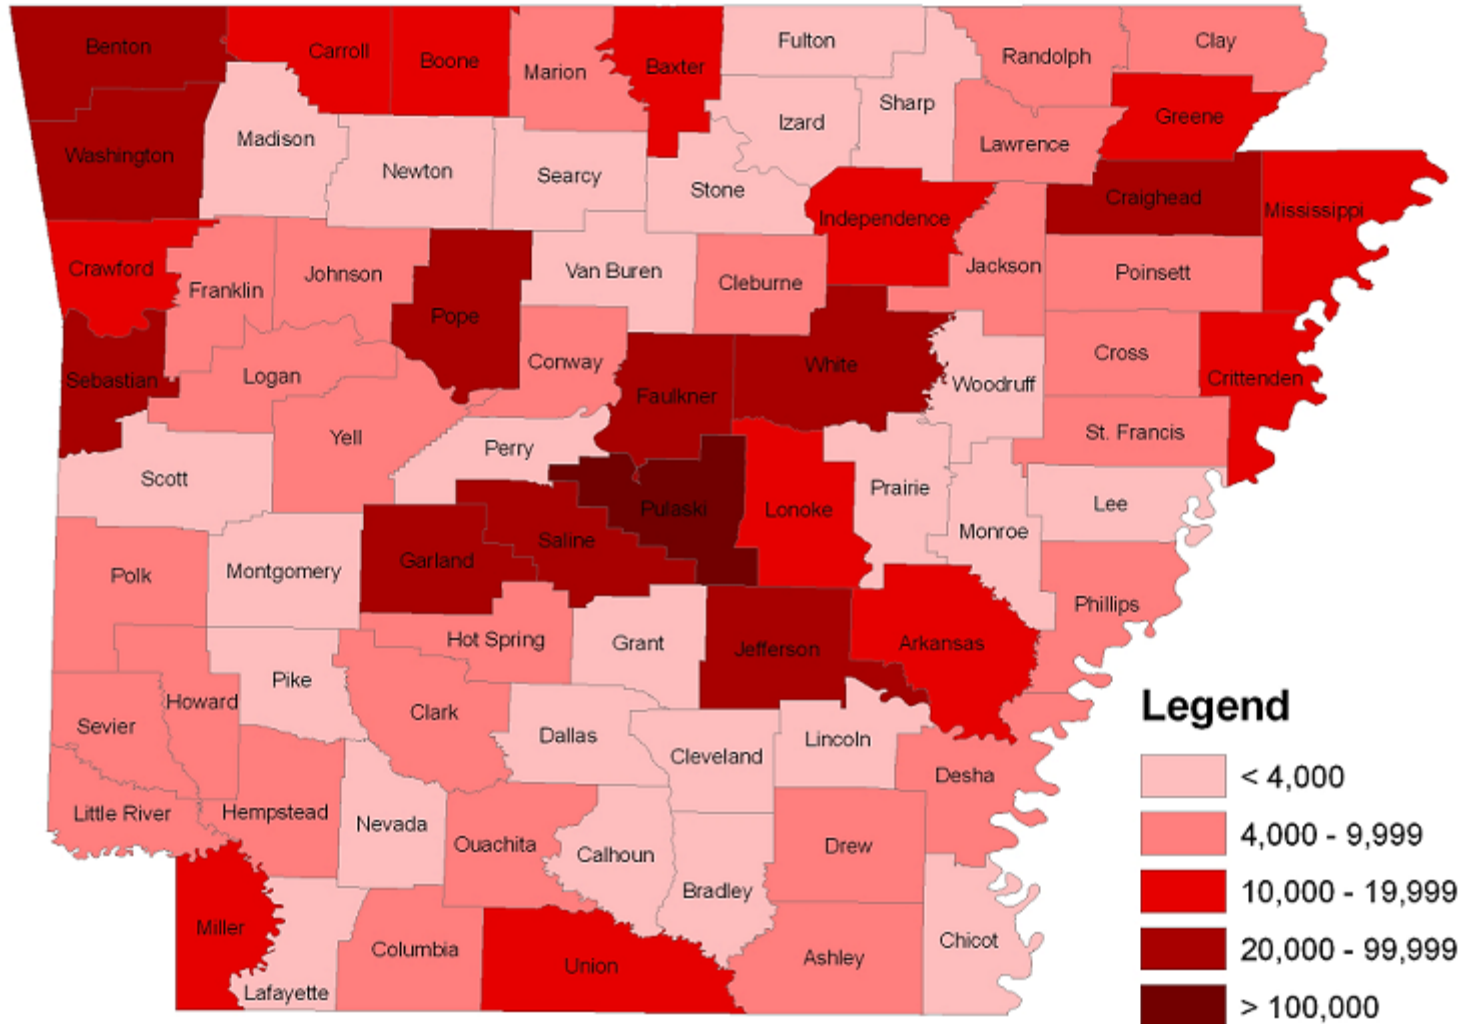 Benton
Carroll
Boone
Marion
Baxter
Fulton
Randolph
Clay
Sharp
Izard
Greene
Madison
Lawrence
Washington
Newton
Searcy
Stone
Craighead
Mississippi
Independence
Crawford
Franklin
Johnson
Van Buren
Cleburne
Jackson
Poinsett
Pope
Conway
White
Cross
Sebastian
Logan
Faulkner
Woodruff
Crittenden
Yell
Perry
St. Francis
Scott
Pulaski
Lonoke
Prairie
Lee
Monroe
Polk
Montgomery
Garland
Saline
Phillips
Hot Spring
Grant
Jefferson
Arkansas
Pike
Howard
Sevier
Clark
Dallas
Cleveland
Lincoln
Desha
Little River
Hempstead
Nevada
Ouachita
Calhoun
Drew
Bradley
Miller
Columbia
Union
Ashley
Chicot
Lafayette
Legend
< 4,000
4,000 - 9,999
10,000 - 19,999
20,000 - 99,999
> 100,000